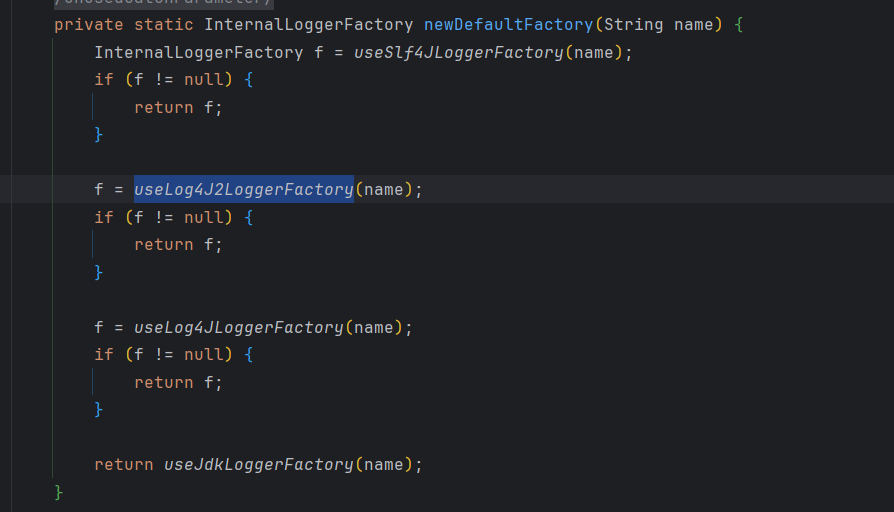 private static InternalLoggerFactory newDefaultFactory(String name) {
    InternalLoggerFactory f = useSlf4JLoggerFactory(name);
    if (f != null) {
        return f;
    }

    f = useLog4J2LoggerFactory(name);
    if (f != null) {
        return f;
    }

    f = useLog4JLoggerFactory(name);
    if (f != null) {
        return f;
    }

    return useJdkLoggerFactory(name);
}